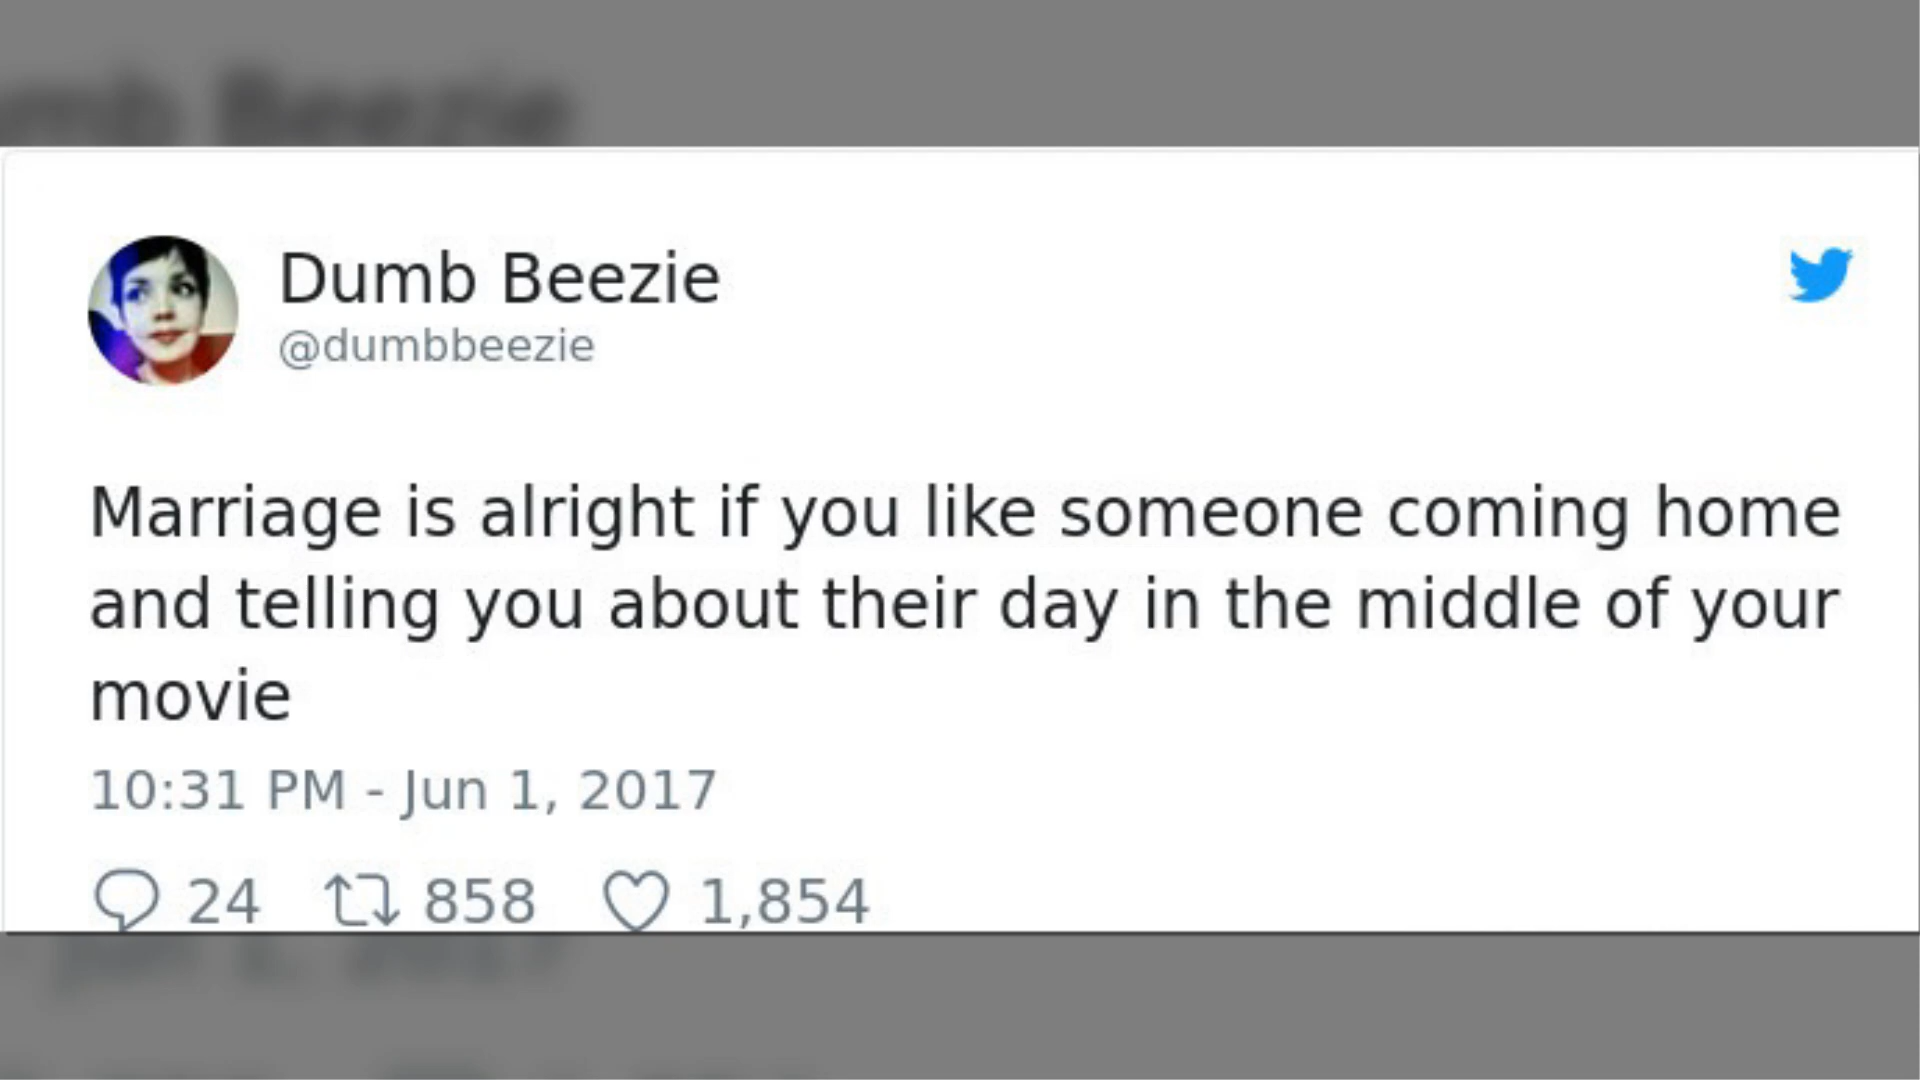 Dumb Beezie
@dumbbeezie
Marriage is alright if you like someone coming home
and telling you about their day in the middle of your
movie
10:31 PM - Jun 1, 2017
24 858 1,854